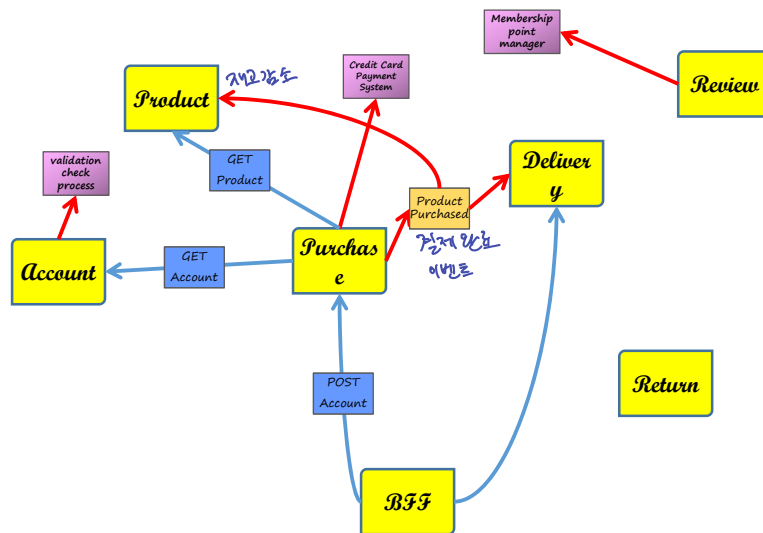 Membership
point
manager
Credit Card
Payment
System
Review
Product
재고감소
Deliver
y
GET
Product
validation
check
process
Product
Purchased
Purchas
e
결제 완료
이벤트
GET
Account
Account
POST
Account
Return
BFF